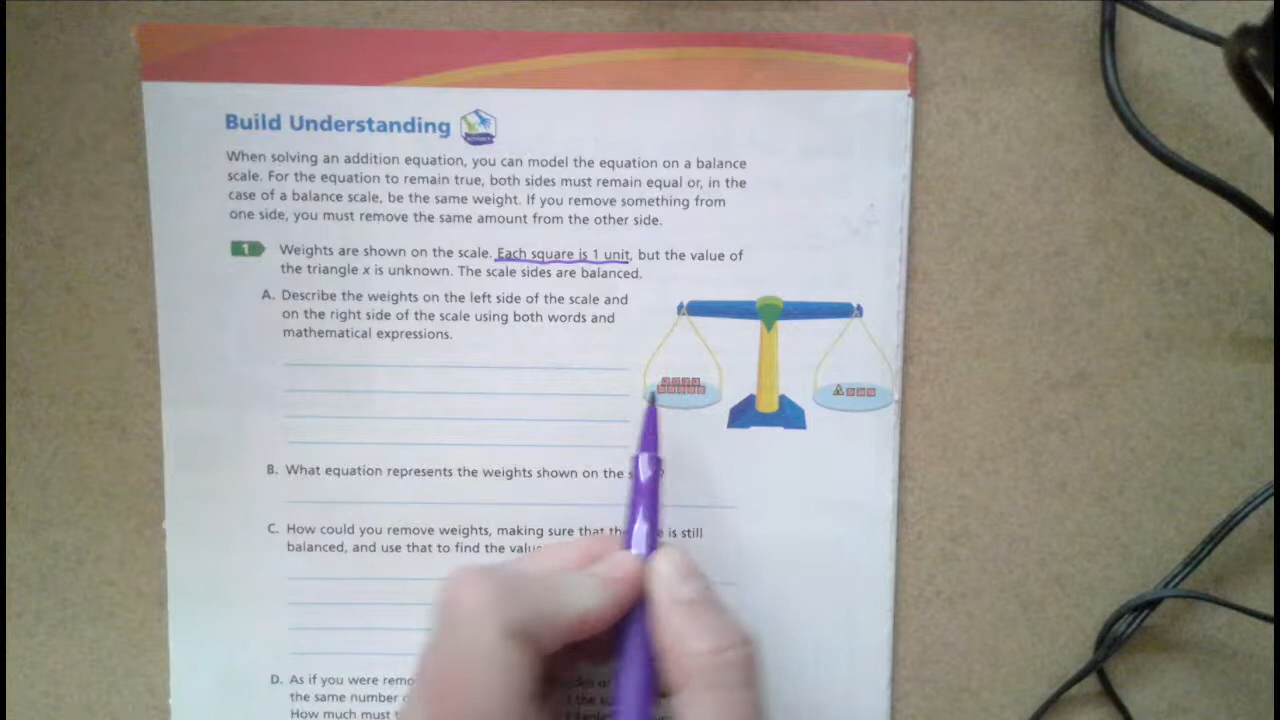 Build Understanding
When solving an addition equation, you can model the equation on a balance
scale. For the equation to remain true, both sides must remain equal or, in the
case of a balance scale, be the same weight. If you remove something from
one side, you must remove the same amount from the other side.
1 Weights are shown on the scale. Each square is 1 unit, but the value of
the triangle x is unknown. The scale sides are balanced.
A. Describe the weights on the left side of the scale and
on the right side of the scale using both words and
mathematical expressions.
B. What equation represents the weights shown on the
C. How could you remove weights, making sure that is still
balanced, and use that to find the
D. As if you were
the same number
How much must